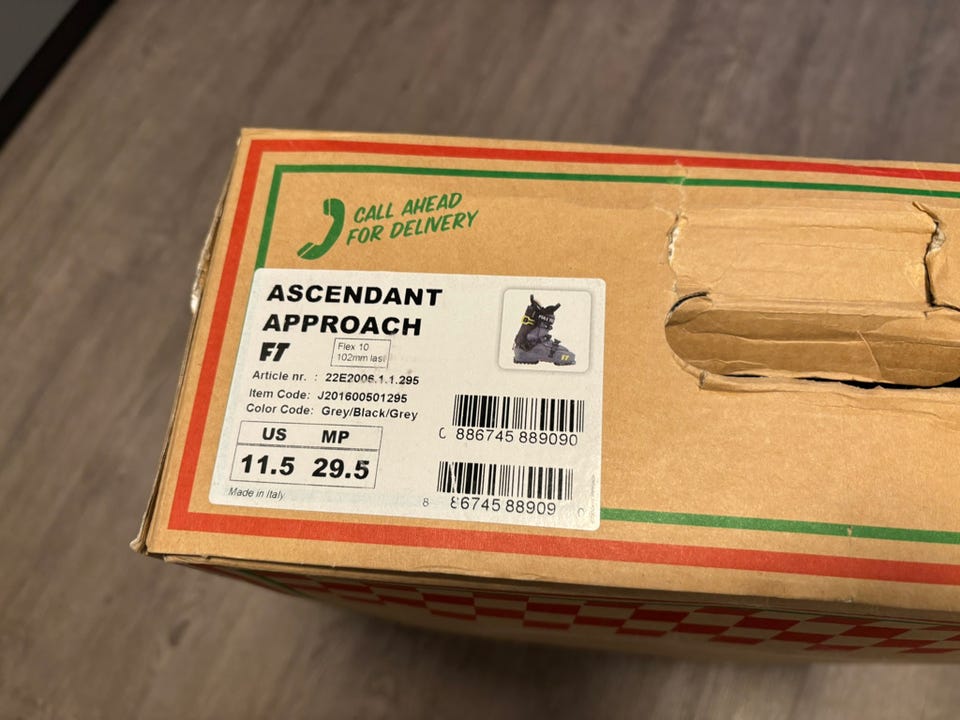 CALL AHEAD
FOR DELIVERY
ASCENDANT
APPROACH
FT
Flex 10
102mm last
Article nr. : 22E2006.1.1.295
Item Code: J201600501295
Color Code: Grey/Black/Grey
US MP
11.5 29.5
Made in Italy
0 886745 889090
8 86745 88909 0